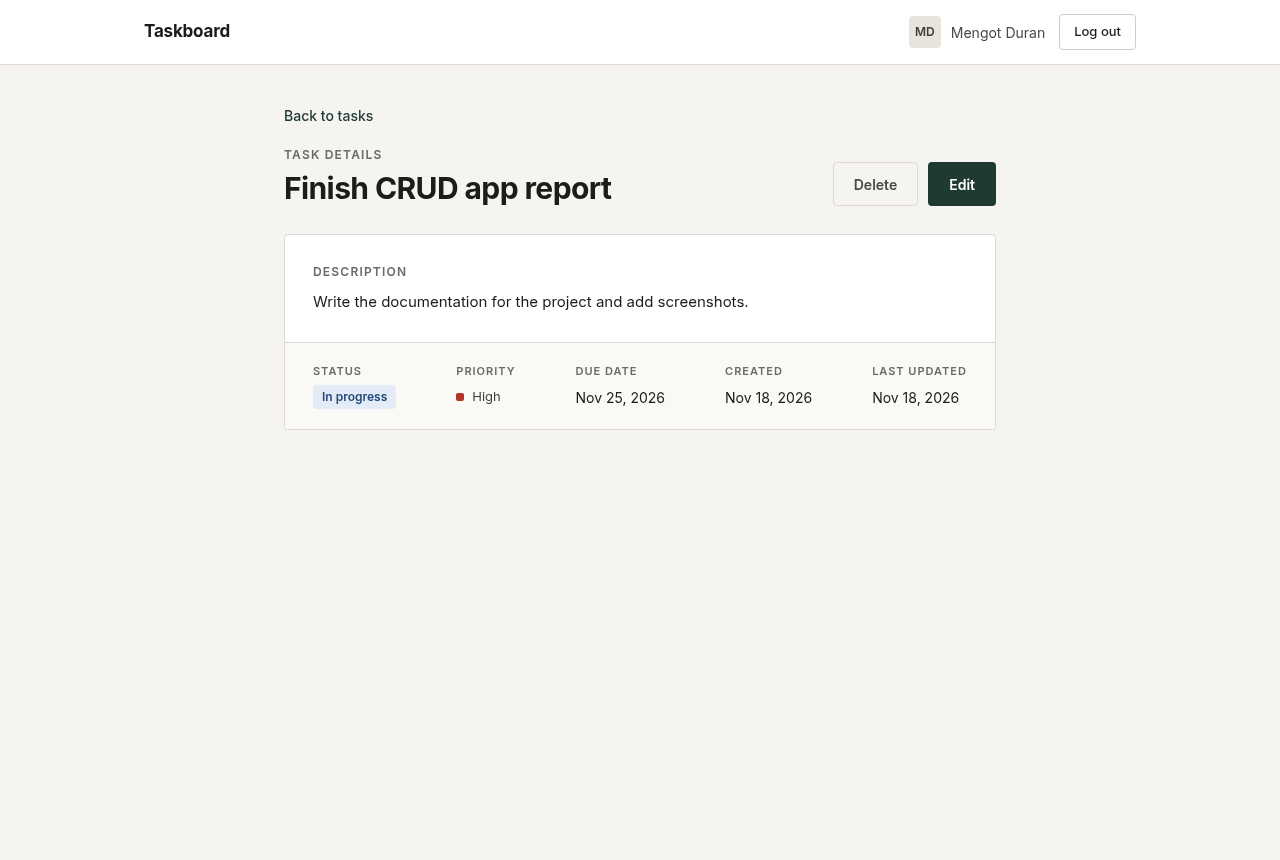 Taskboard
MD Mengot Duran Log out
Back to tasks
TASK DETAILS
Finish CRUD app report
Delete Edit
DESCRIPTION
Write the documentation for the project and add screenshots.
STATUS PRIORITY DUE DATE CREATED LAST UPDATED
In progress High Nov 25, 2026 Nov 18, 2026 Nov 18, 2026